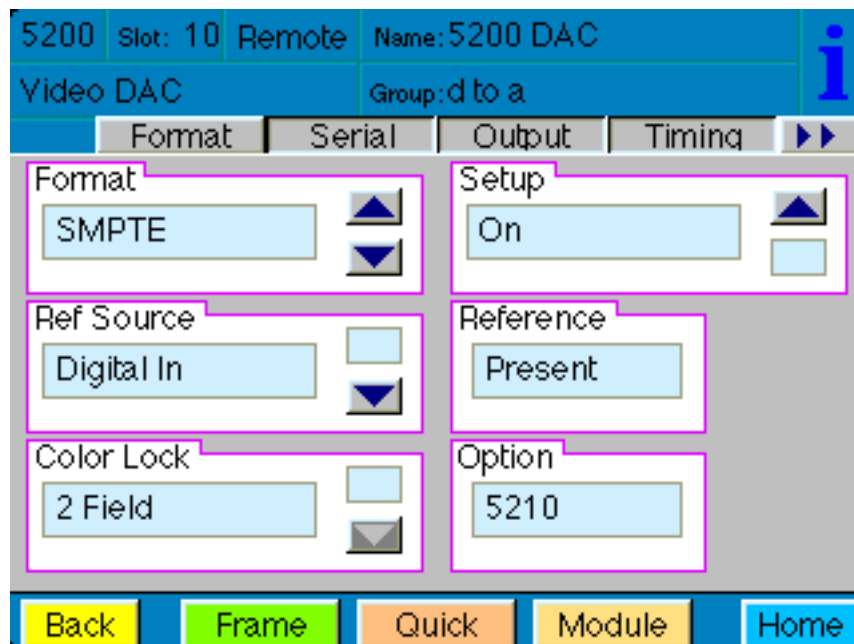 5200 Slot: 10 Remote Name: 5200 DAC
i
Video DAC Group: d to a
Format Serial Output Timing
Format Setup
SMPTE On
Ref Source Reference
Digital In Present
Color Lock Option
2 Field 5210
Back Frame Quick Module Home